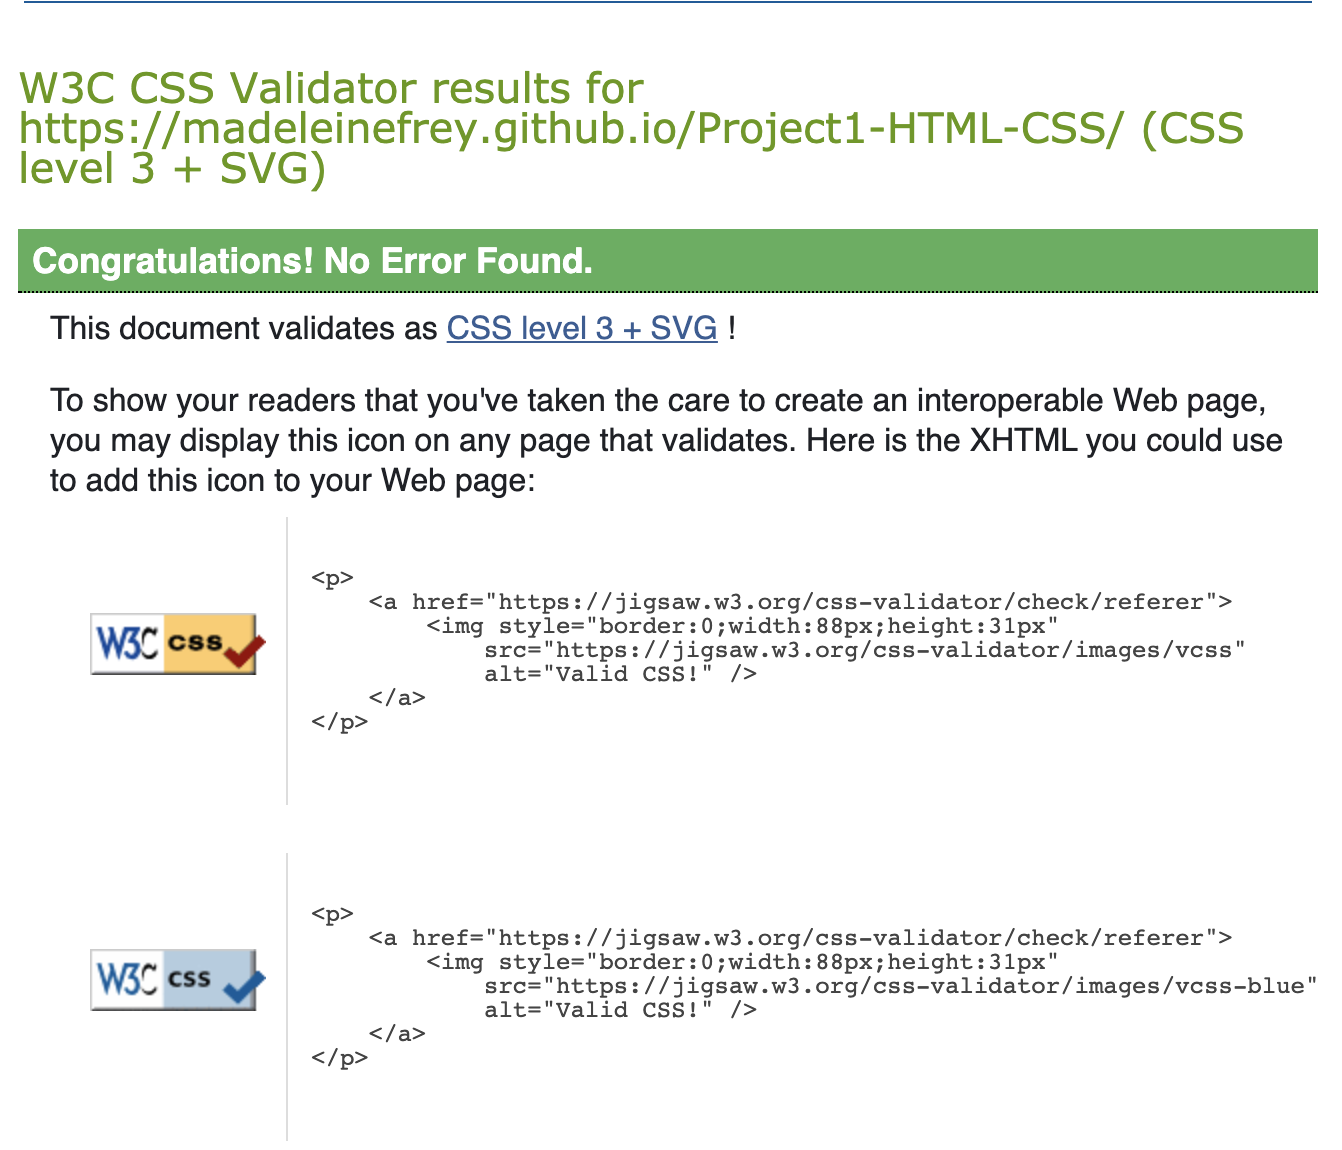 W3C CSS Validator results for
https://madeleinefrey.github.io/Project1-HTML-CSS/ (CSS
level 3 + SVG)
Congratulations! No Error Found.
This document validates as CSS level 3 + SVG !
To show your readers that you've taken the care to create an interoperable Web page,
you may display this icon on any page that validates. Here is the XHTML you could use
to add this icon to your Web page:
W3C css
<p>
    <a href="https://jigsaw.w3.org/css-validator/check/referer">
        <img style="border:0;width:88px;height:31px"
            src="https://jigsaw.w3.org/css-validator/images/vcss"
            alt="Valid CSS!" />
    </a>
</p>
W3C css
<p>
    <a href="https://jigsaw.w3.org/css-validator/check/referer">
        <img style="border:0;width:88px;height:31px"
            src="https://jigsaw.w3.org/css-validator/images/vcss-blue"
            alt="Valid CSS!" />
    </a>
</p>